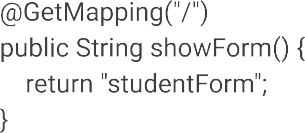 @GetMapping("/")
public String showForm() {
    return "studentForm";
}